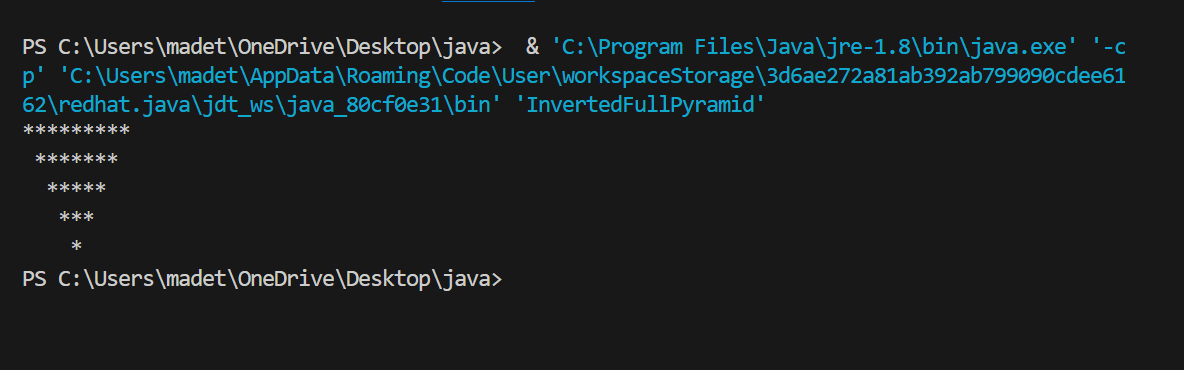 PS C:\Users\madet\OneDrive\Desktop\java>  & 'C:\Program Files\Java\jre-1.8\bin\java.exe' '-c
p' 'C:\Users\madet\AppData\Roaming\Code\User\workspaceStorage\3d6ae272a81ab392ab799090cdee61
62\redhat.java\jdt_ws\java_80cf0e31\bin' 'InvertedFullPyramid'
*********
 *******
  *****
   ***
    *
PS C:\Users\madet\OneDrive\Desktop\java>